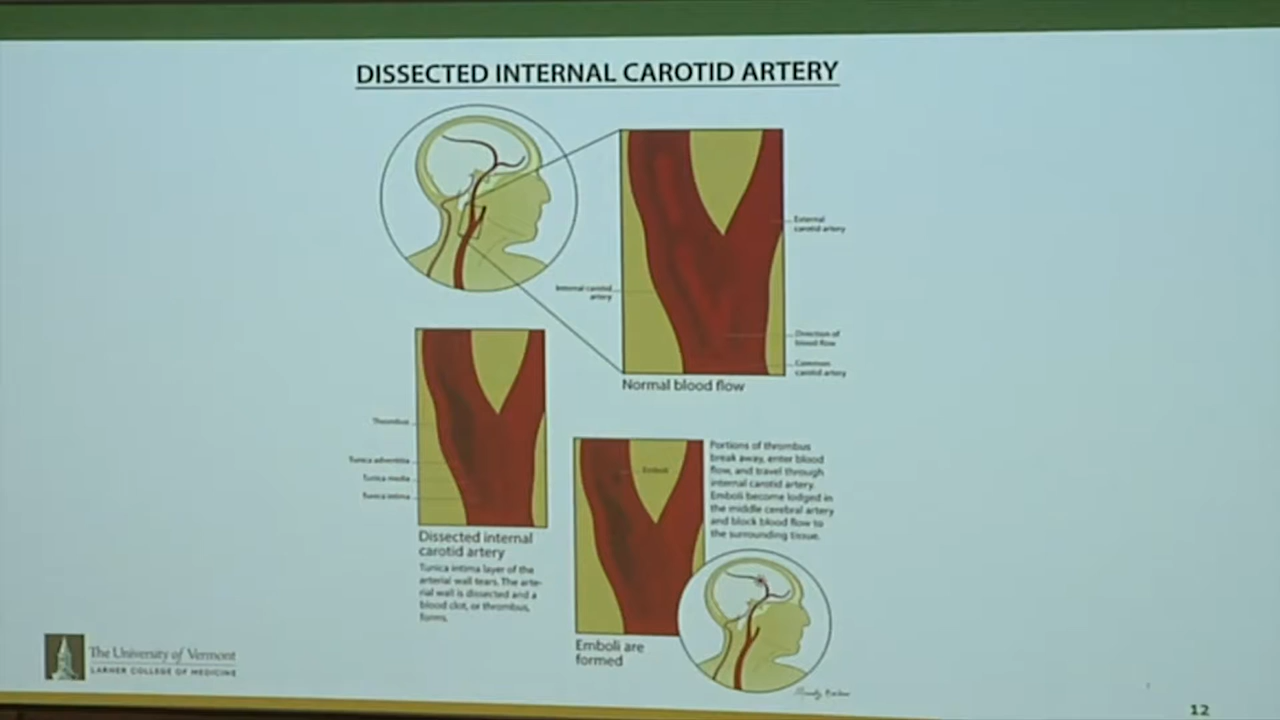 DISSECTED INTERNAL CAROTID ARTERY
External
carotid artery
Internal carotid
artery
Direction of
blood flow
Common
carotid artery
Normal blood flow
Thrombus
Tunica adventitia
Tunica media
Tunica intima
Dissected internal
carotid artery
Tunica intima layer of the
arterial wall tears. The arte-
rial wall is dissected and a
blood clot, or thrombus,
forms.
Emboli
Portions of thrombus
break away, enter blood
flow, and travel through
internal carotid artery.
Emboli become lodged in
the middle cerebral artery
and block blood flow to
the surrounding tissue.
Emboli are
formed
The University of Vermont
LARNER COLLEGE OF MEDICINE
12